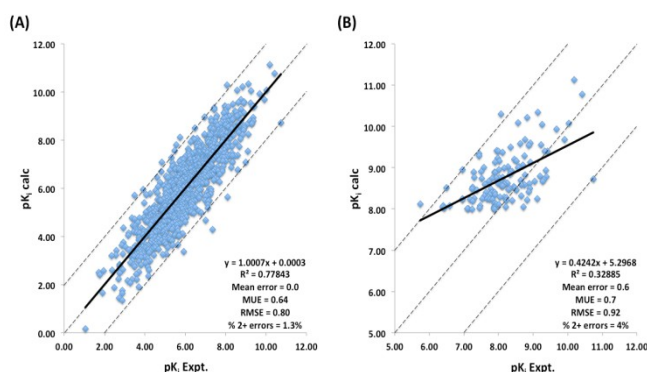 (A)
12.00
10.00
8.00
6.00
4.00
2.00
0.00
pKi calc
y = 1.0007x + 0.0003
R² = 0.77843
Mean error = 0.0
MUE = 0.64
RMSE = 0.80
% 2+ errors = 1.3%
0.00 2.00 4.00 6.00 8.00 10.00 12.00
pKi Expt.
(B)
12.00
11.00
10.00
9.00
8.00
7.00
6.00
5.00
pKi calc
y = 0.4242x + 5.2968
R² = 0.32885
Mean error = 0.6
MUE = 0.7
RMSE = 0.92
% 2+ errors = 4%
5.00 6.00 7.00 8.00 9.00 10.00 11.00 12.00
pKi Expt.